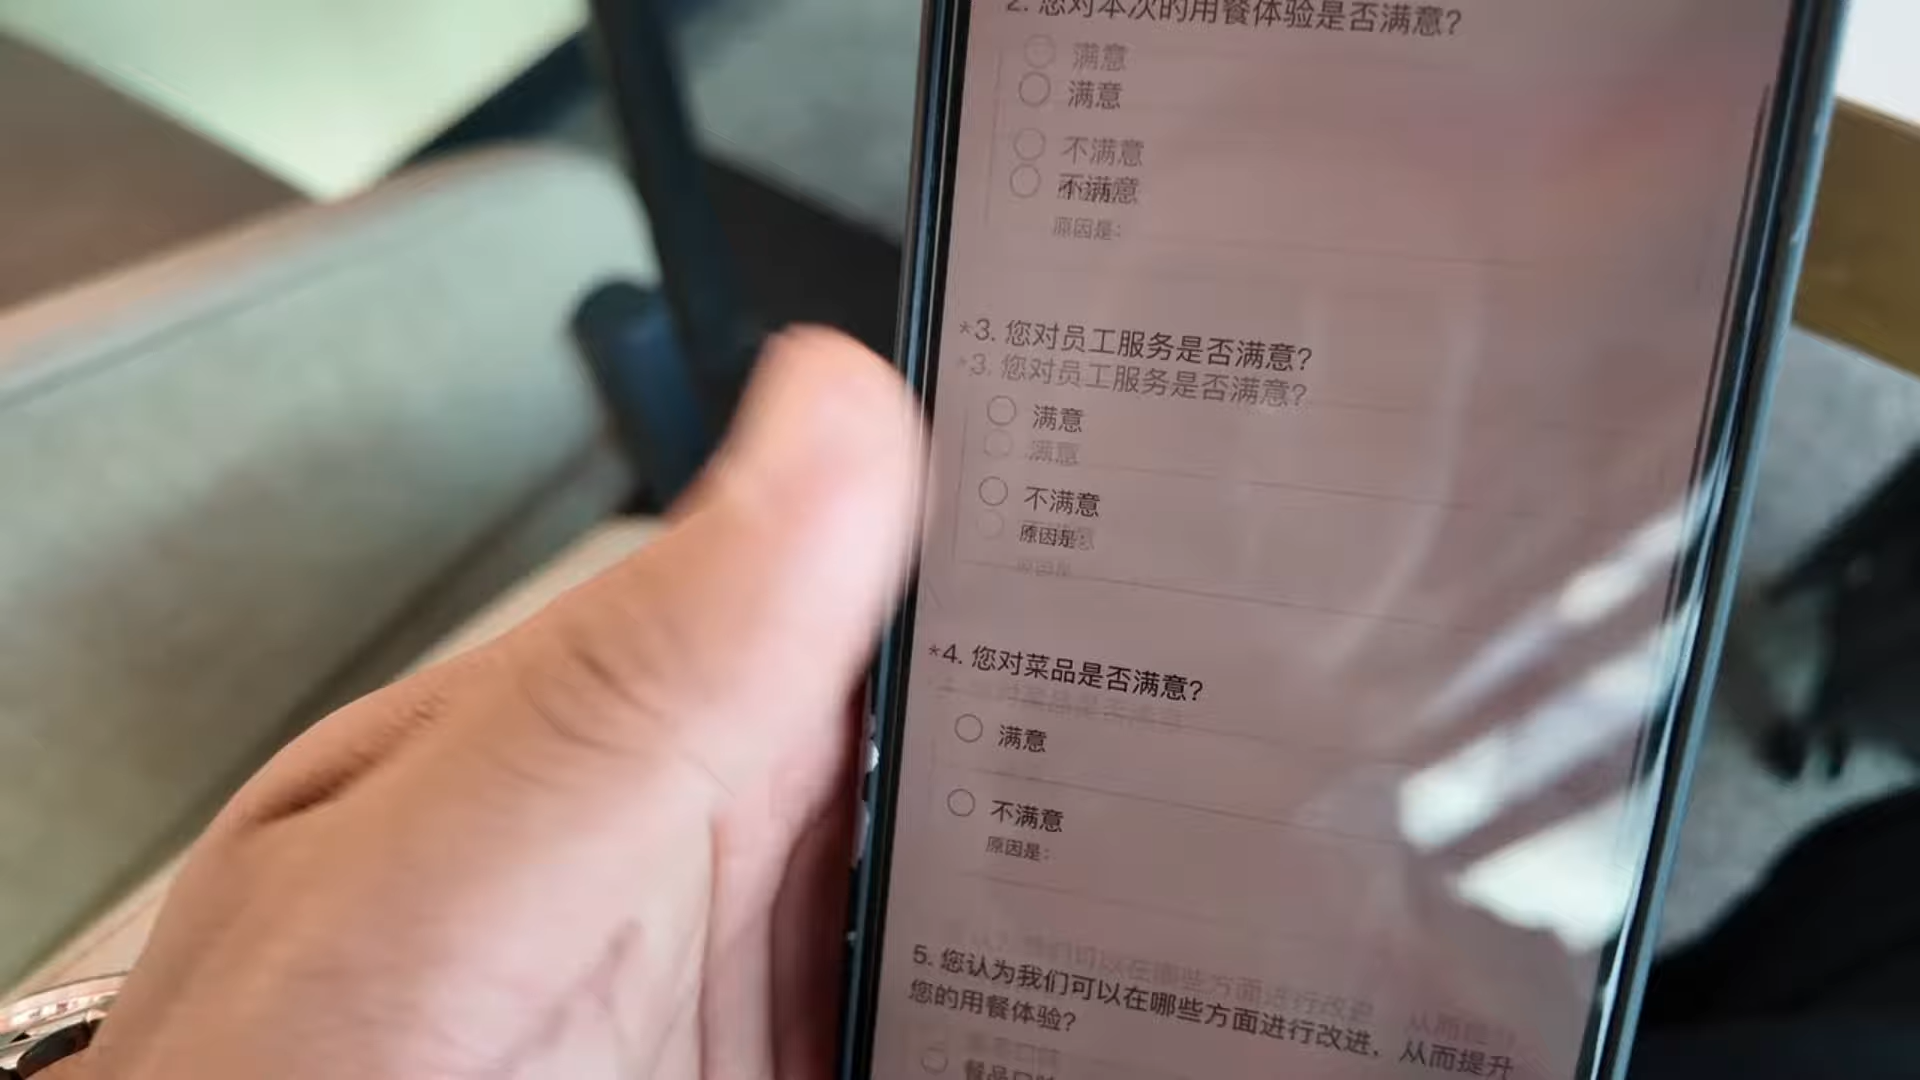 2. 您对本次的用餐体验是否满意?
满意
不满意
原因是:
*3. 您对员工服务是否满意?
满意
不满意
原因是:
*4. 您对菜品是否满意?
满意
不满意
原因是:
5. 您认为我们可以在哪些方面进行改进，从而提升
您的用餐体验?
餐品口味